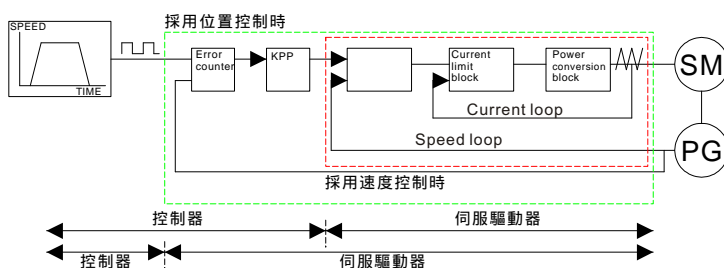 採用位置控制時
SPEED
TIME
Error
counter
KPP
Current
limit
block
Power
conversion
block
SM
Current loop
Speed loop
PG
採用速度控制時
控制器
伺服驅動器
控制器
伺服驅動器